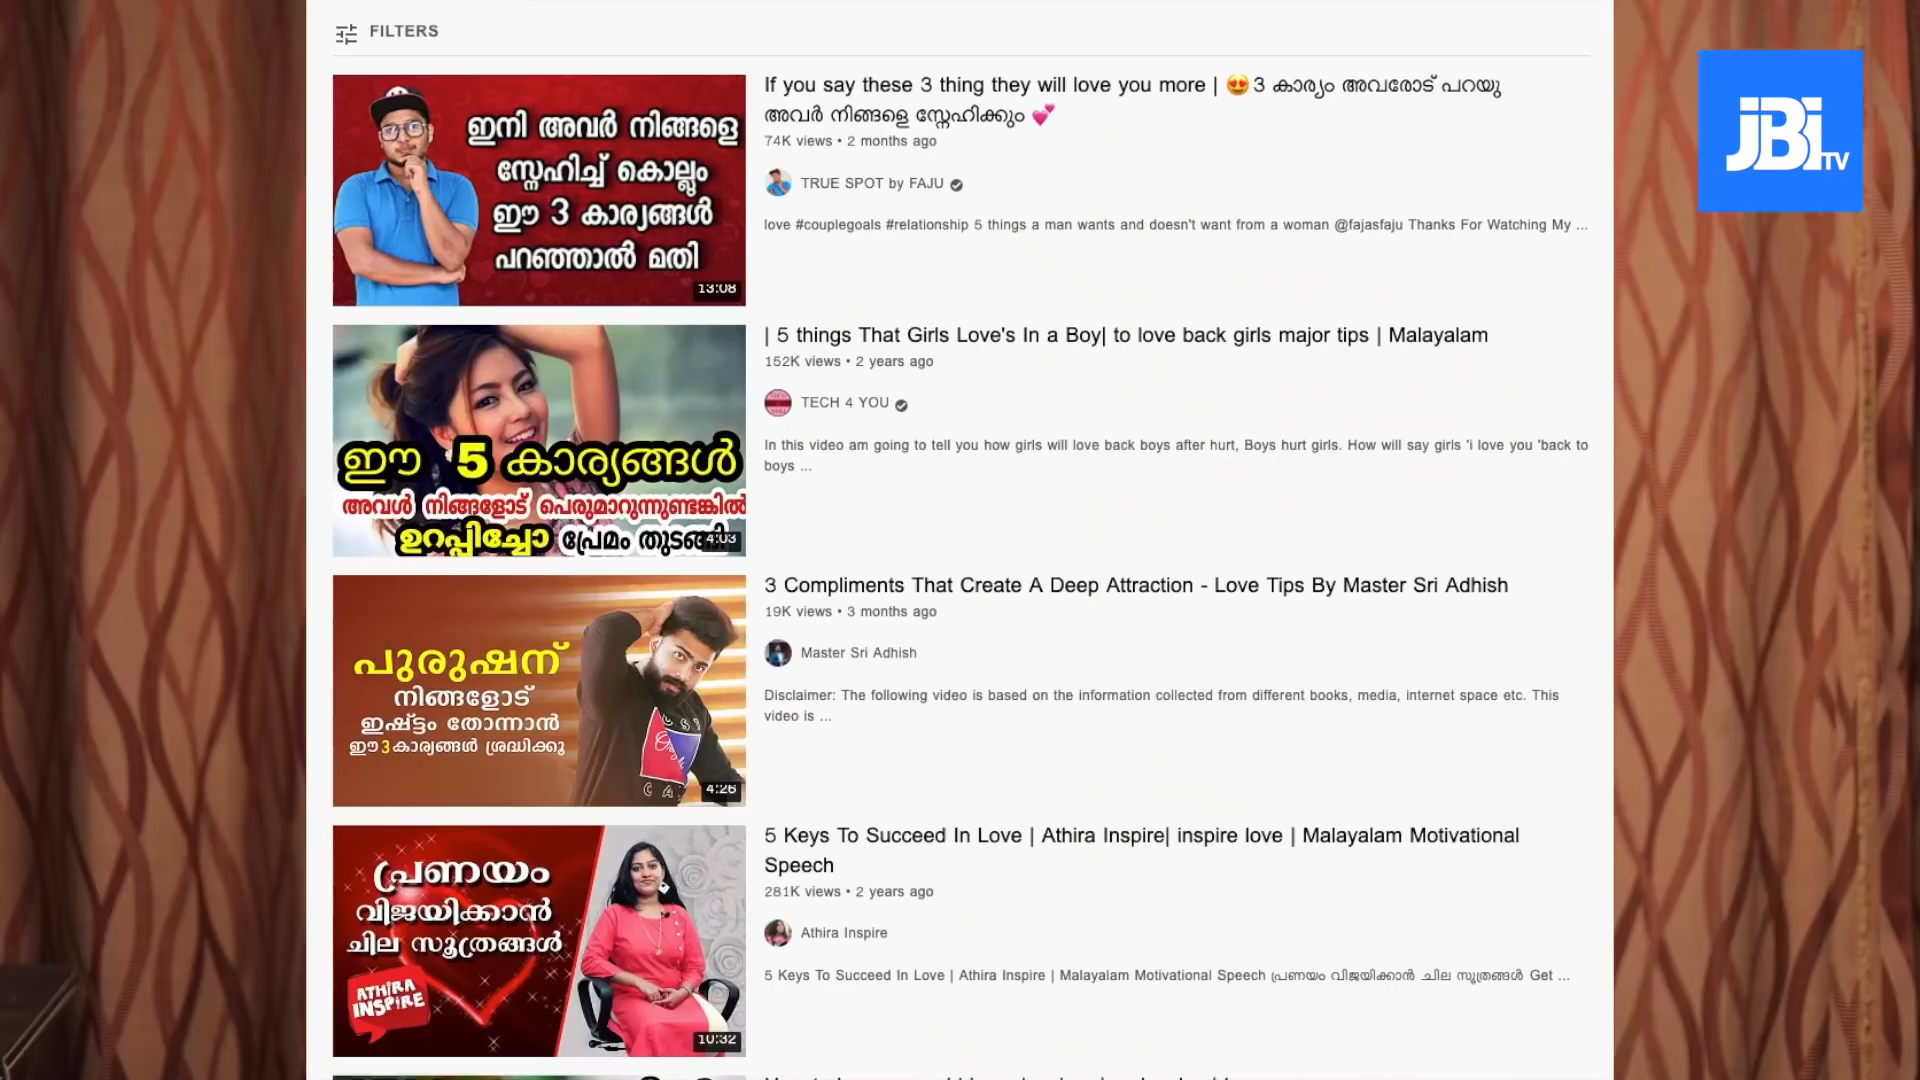 FILTERS
ഇനി അവർ നിങ്ങളെ
സ്നേഹിച്ച് കൊല്ലും
ഈ 3 കാര്യങ്ങൾ
പറഞ്ഞാൽ മതി
13:08
If you say these 3 thing they will love you more | 😍3 കാര്യം അവരോട് പറയു
അവർ നിങ്ങളെ സ്നേഹിക്കും 💕
74K views • 2 months ago
TRUE SPOT by FAJU
love #couplegoals #relationship 5 things a man wants and doesn't want from a woman @fajasfaju Thanks For Watching My ...
JBI TV
ഈ 5 കാര്യങ്ങൾ
അവൾ നിങ്ങളോട് പെരുമാറുന്നുണ്ടങ്കിൽ
ഉറപ്പിച്ചോ പ്രേമം
4:03
| 5 things That Girls Love's In a Boy| to love back girls major tips | Malayalam
152K views • 2 years ago
TECH 4 YOU
In this video am going to tell you how girls will love back boys after hurt, Boys hurt girls. How will say girls 'i love you 'back to
boys ...
പുരുഷന്
നിങ്ങളോട്
ഇഷ്ട്ടം തോന്നാൻ
ഈ 3 കാര്യങ്ങൾ ശ്രദ്ധിക്കൂ
4:26
3 Compliments That Create A Deep Attraction - Love Tips By Master Sri Adhish
19K views • 3 months ago
Master Sri Adhish
Disclaimer: The following video is based on the information collected from different books, media, internet space etc. This
video is ...
പ്രണയം
വിജയിക്കാൻ
ചില സൂത്രങ്ങൾ
ATHIRA
INSPIRE
10:32
5 Keys To Succeed In Love | Athira Inspire| inspire love | Malayalam Motivational
Speech
281K views • 2 years ago
Athira Inspire
5 Keys To Succeed In Love | Athira Inspire | Malayalam Motivational Speech പ്രണയം വിജയിക്കാൻ ചില സൂത്രങ്ങൾ Get ...